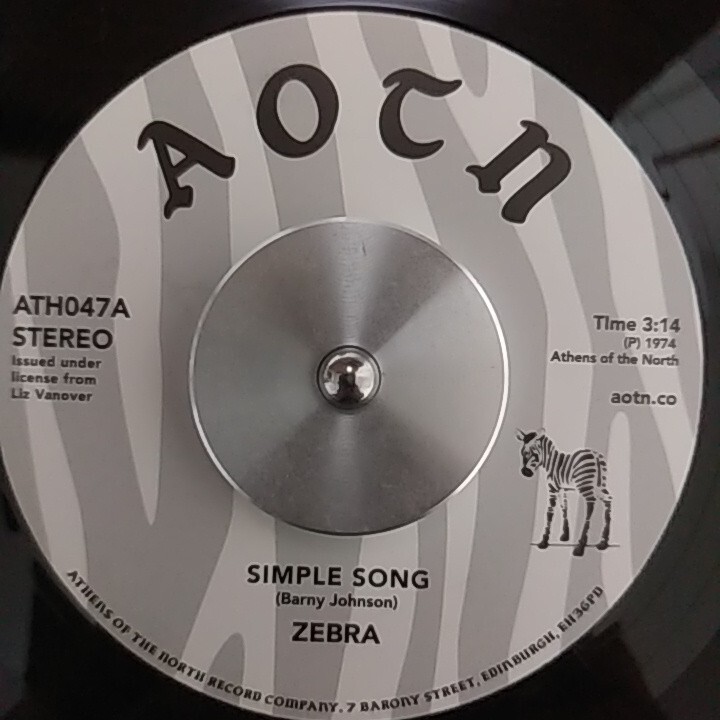 AOTN
ATH047A
STEREO
Issued under
license from
Liz Vanover
Time 3:14
(P) 1974
Athens of the North
aotn.co
SIMPLE SONG
(Barny Johnson)
ZEBRA
ATHENS OF THE NORTH RECORD COMPANY, 7 BARONY STREET, EDINBURGH, EH36PD